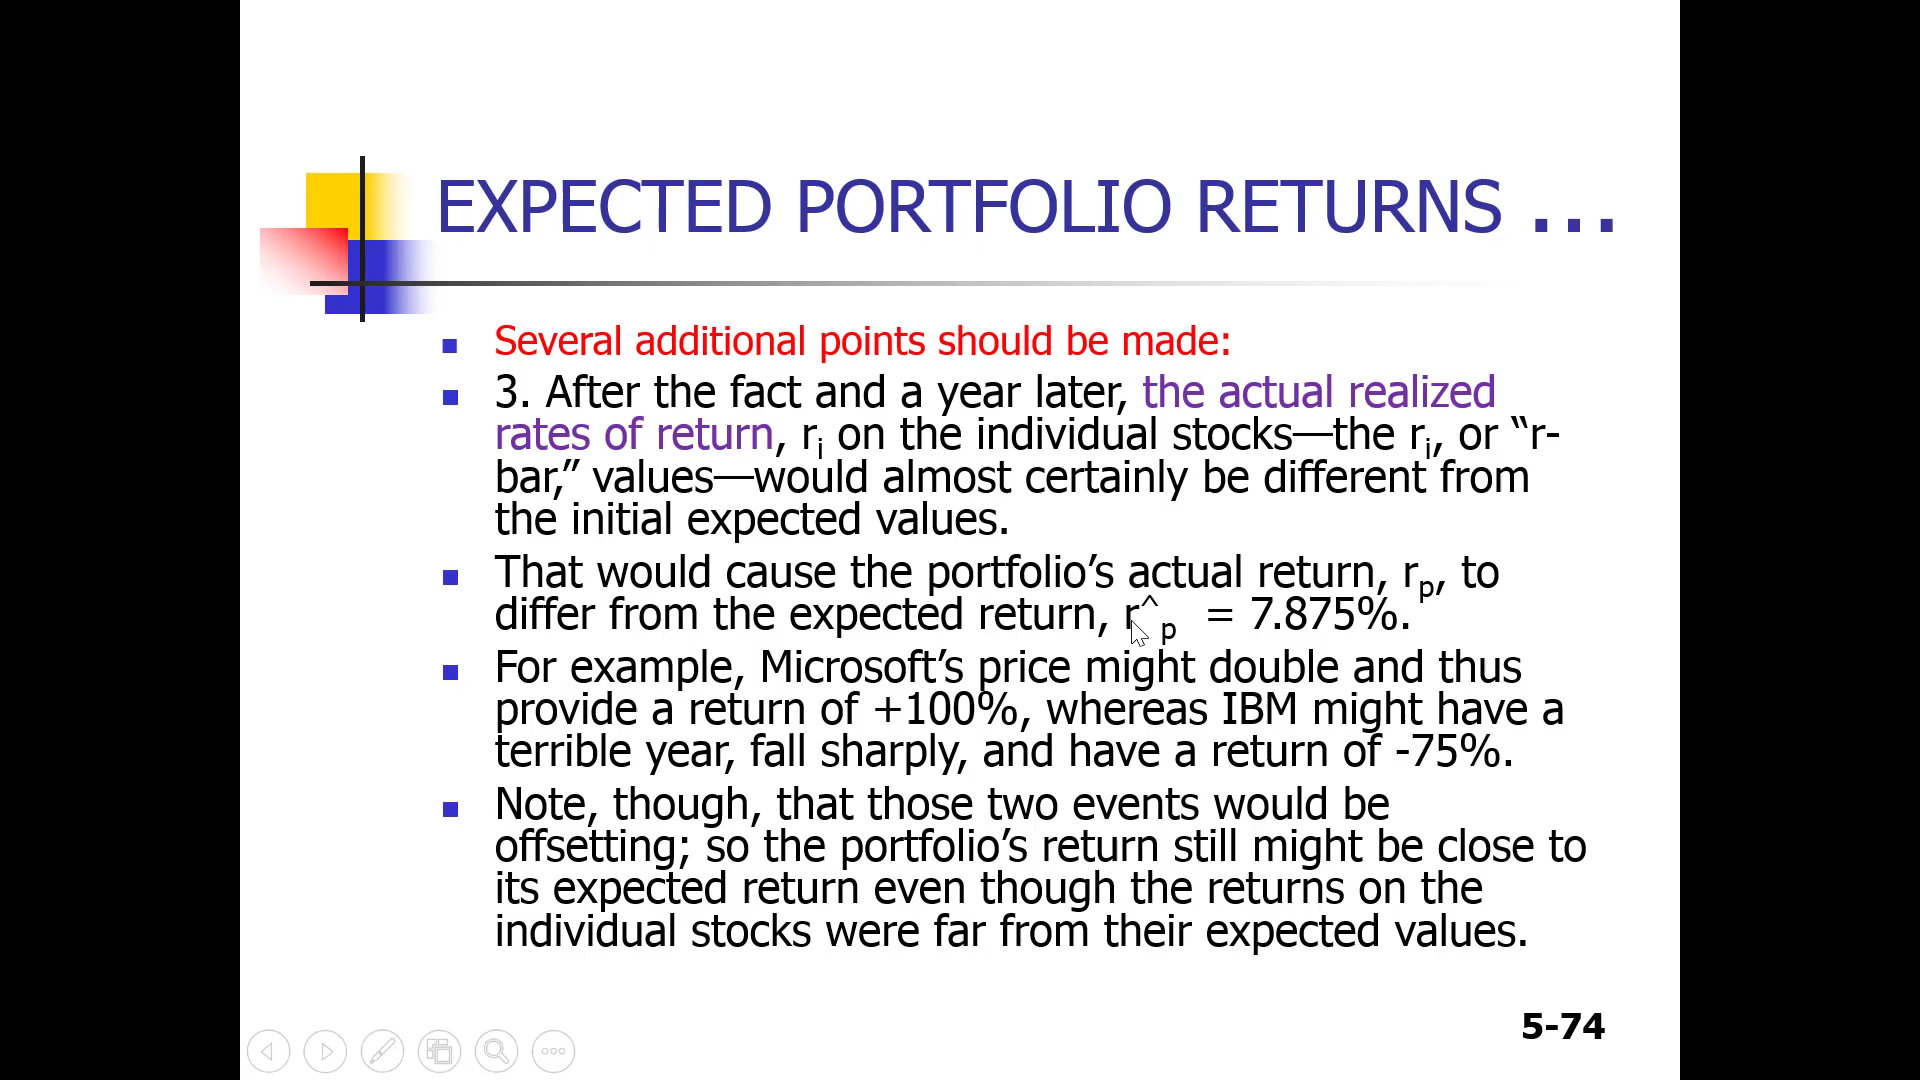 EXPECTED PORTFOLIO RETURNS ...
Several additional points should be made:
3. After the fact and a year later, the actual realized
rates of return, ri on the individual stocks—the ri, or “r-
bar,” values—would almost certainly be different from
the initial expected values.
That would cause the portfolio’s actual return, rp, to
differ from the expected return, r^p = 7.875%.
For example, Microsoft’s price might double and thus
provide a return of +100%, whereas IBM might have a
terrible year, fall sharply, and have a return of -75%.
Note, though, that those two events would be
offsetting; so the portfolio’s return still might be close to
its expected return even though the returns on the
individual stocks were far from their expected values.
5-74